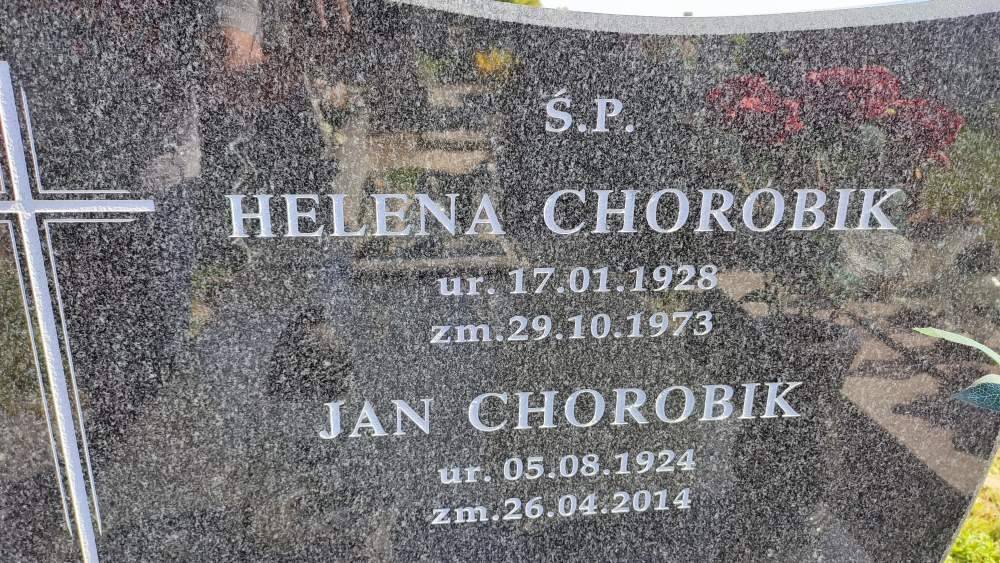 Ś.P.
HELENA CHOROBIK
ur. 17.01.1928
zm.29.10.1973
JAN CHOROBIK
ur. 05.08.1924
zm.26.04.2014